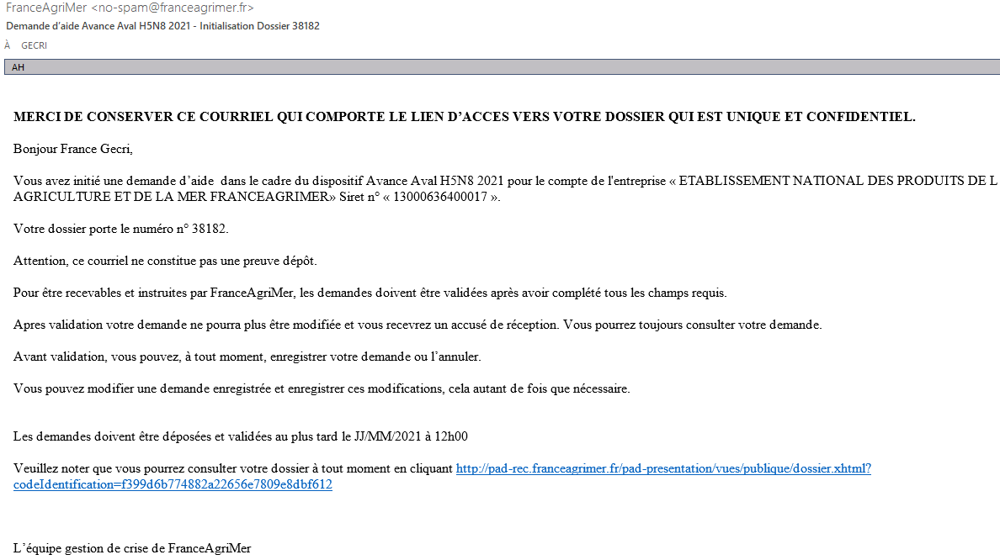 FranceAgriMer <no-spam@franceagrimer.fr>
Demande d'aide Avance Aval H5N8 2021 - Initialisation Dossier 38182
À GECRI
AH
MERCI DE CONSERVER CE COURRIEL QUI COMPORTE LE LIEN D'ACCES VERS VOTRE DOSSIER QUI EST UNIQUE ET CONFIDENTIEL.
Bonjour France Gecri,
Vous avez initié une demande d'aide dans le cadre du dispositif Avance Aval H5N8 2021 pour le compte de l'entreprise « ETABLISSEMENT NATIONAL DES PRODUITS DE L
AGRICULTURE ET DE LA MER FRANCEAGRIMER» Siret n° « 13000636400017 ».
Votre dossier porte le numéro n° 38182.
Attention, ce courriel ne constitue pas une preuve dépôt.
Pour être recevables et instruites par FranceAgriMer, les demandes doivent être validées après avoir complété tous les champs requis.
Apres validation votre demande ne pourra plus être modifiée et vous recevrez un accusé de réception. Vous pourrez toujours consulter votre demande.
Avant validation, vous pouvez, à tout moment, enregistrer votre demande ou l'annuler.
Vous pouvez modifier une demande enregistrée et enregistrer ces modifications, cela autant de fois que nécessaire.
Les demandes doivent être déposées et validées au plus tard le JJ/MM/2021 à 12h00
Veuillez noter que vous pourrez consulter votre dossier à tout moment en cliquant http://pad-rec.franceagrimer.fr/pad-presentation/vues/publique/dossier.xhtml?
codeIdentification=f399d6b774882a22656e7809e8dbf612
L'équipe gestion de crise de FranceAgriMer